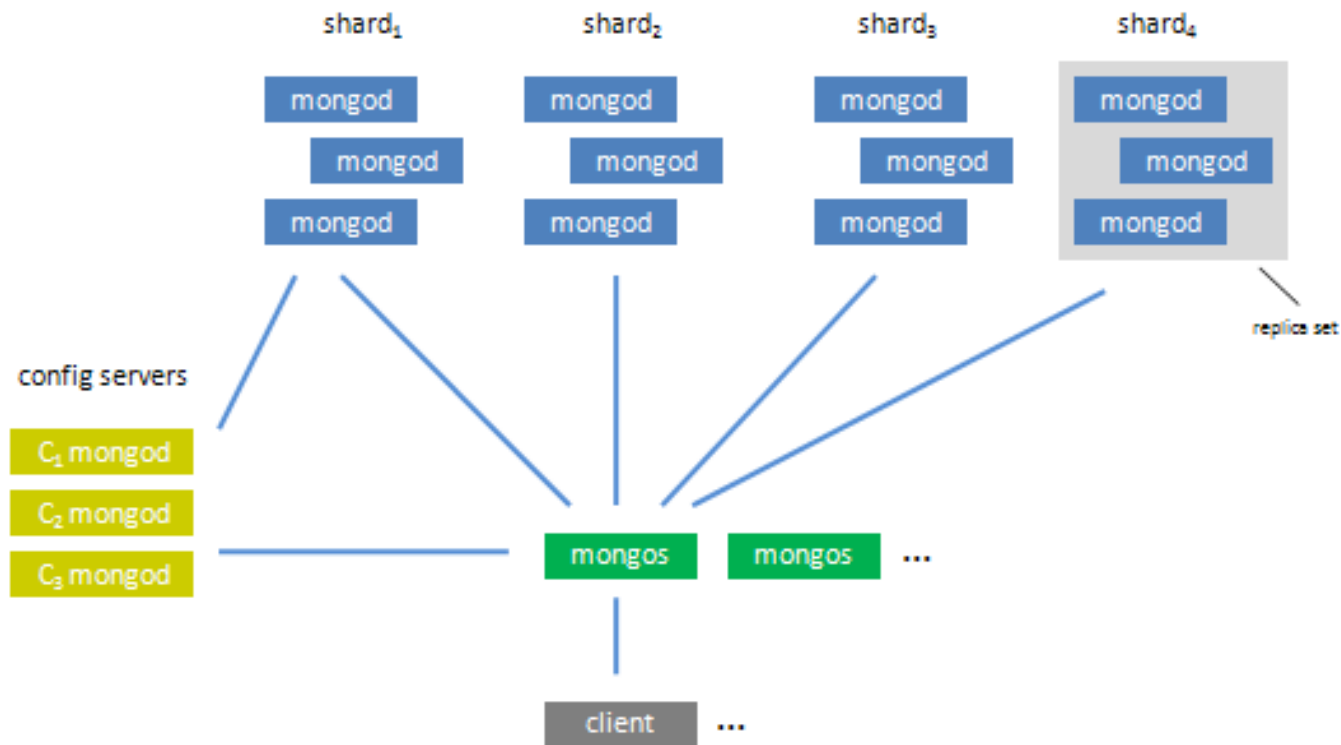 shard₁ shard₂ shard₃ shard₄
mongod mongod mongod mongod
mongod mongod mongod mongod
mongod mongod mongod mongod
replica set
config servers
C₁ mongod
C₂ mongod
C₃ mongod
mongos mongos ...
client ...